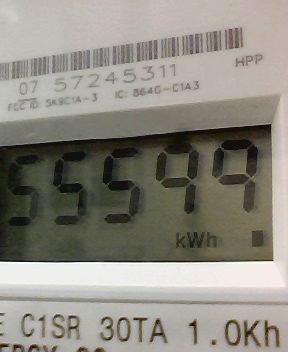 HPP
07 57245311
FCC ID: SK9C1A-3 IC: 864G-C1A3
55599
kWh
C1SR 30TA 1.0Kh